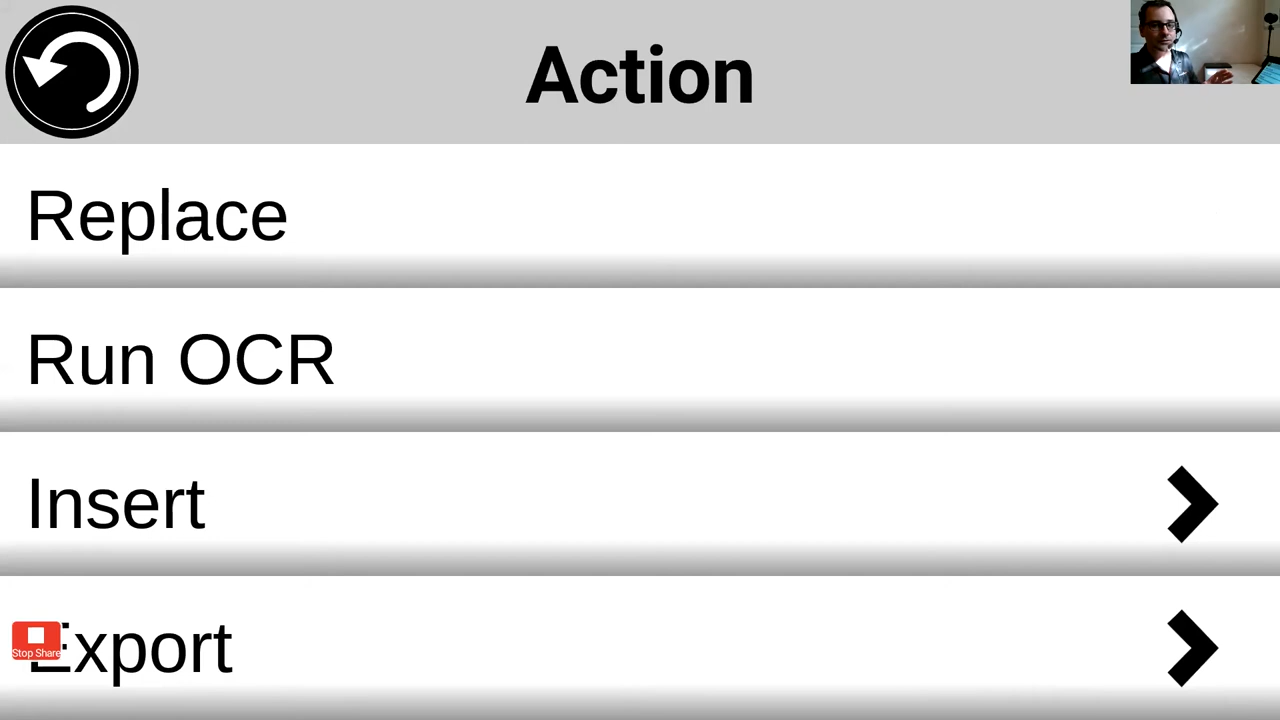 Action
Replace
Run OCR
Insert
Export
Stop Share